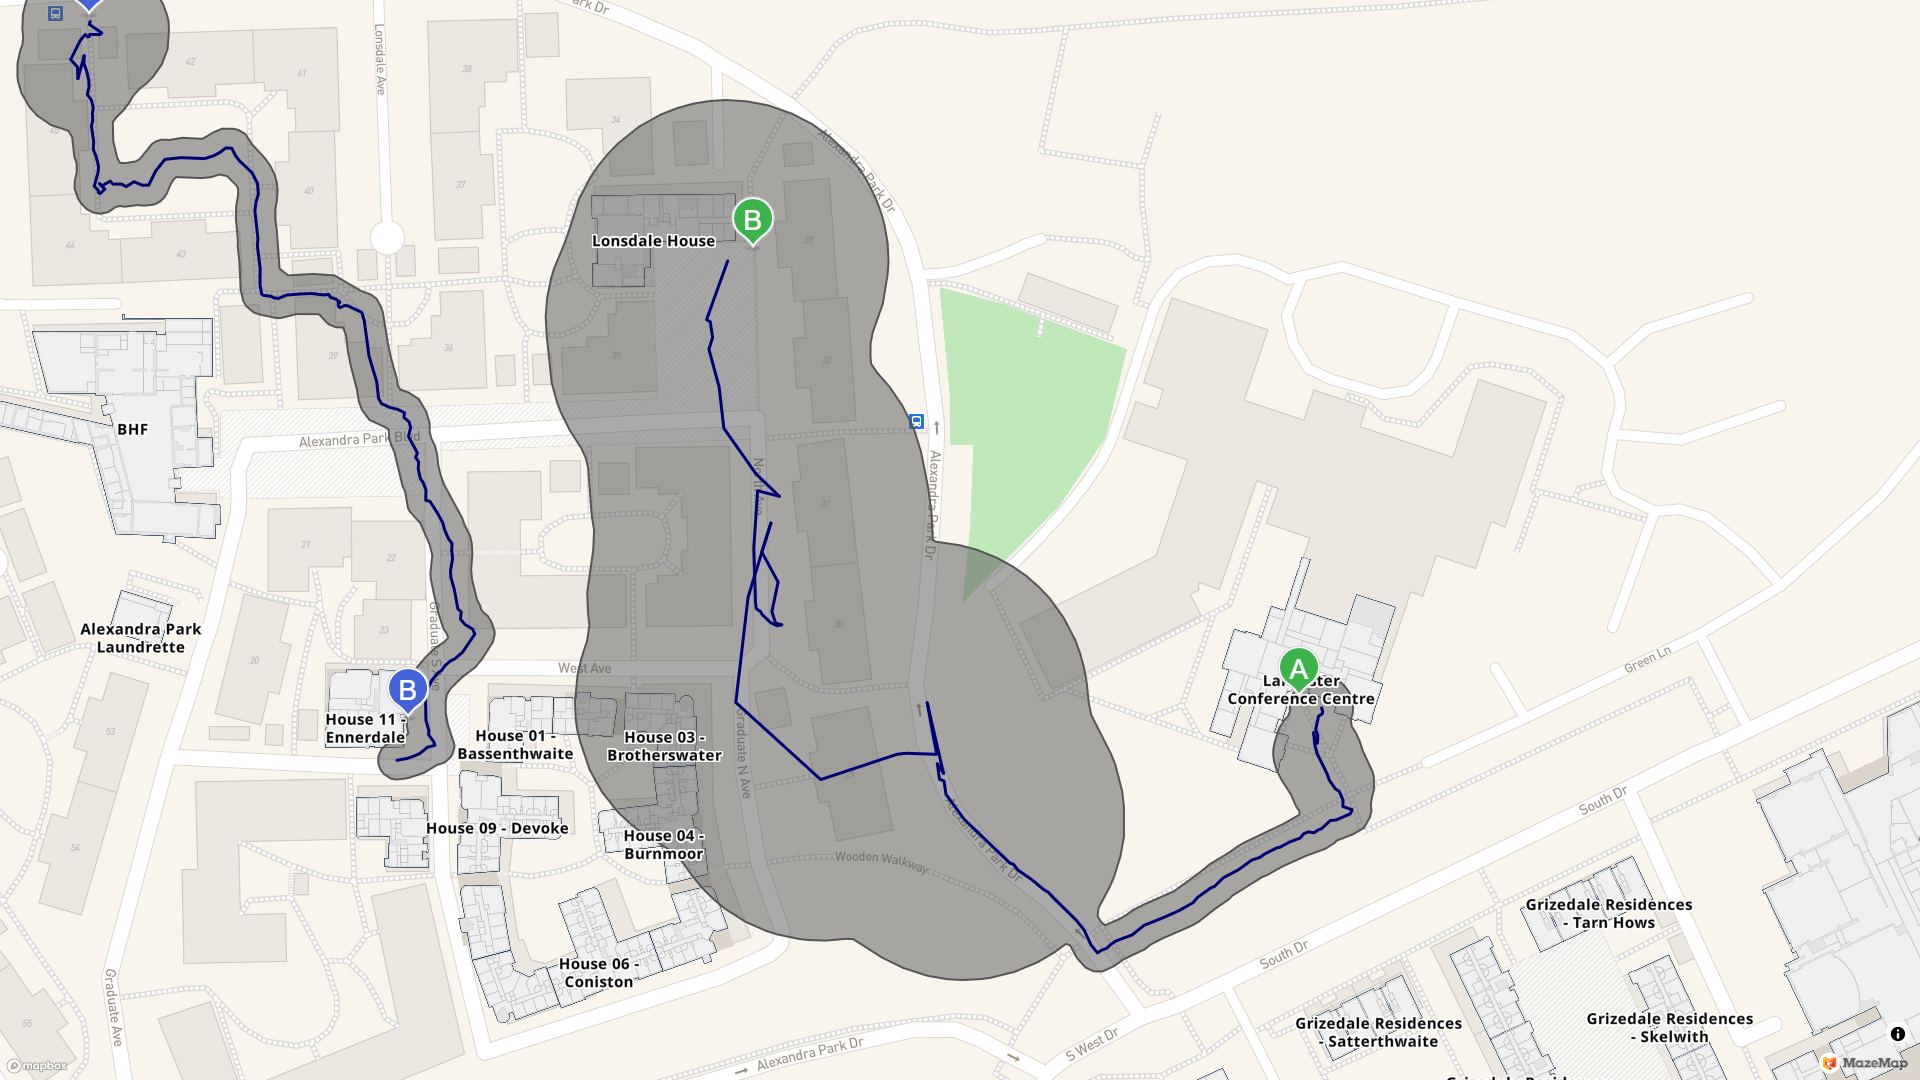 Park Dr
Lonsdale Ave
42
41
38
34
Alexandra Park Dr
40
37
B
Lonsdale House
33
44
43
36
35
39
32
BHF
Alexandra Park Blvd
North Ave
Alexandra Park Dr
31
21
22
Graduate S Ave
23
30
Alexandra Park
Laundrette
20
West Ave
Green Ln
A
Lancaster
Conference Centre
B
House 11 -
Ennerdale
House 01 -
Bassenthwaite
House 03 -
Brotherswater
53
Graduate N Ave
South Dr
House 09 - Devoke
House 04 -
Burnmoor
Alexandra Park Dr
54
Wooden Walkway
Grizedale Residences
- Tarn Hows
South Dr
House 06 -
Coniston
Graduate Ave
55
S West Dr
Alexandra Park Dr
Grizedale Residences
- Satterthwaite
Grizedale Residences
- Skelwith
mapbox
MazeMap